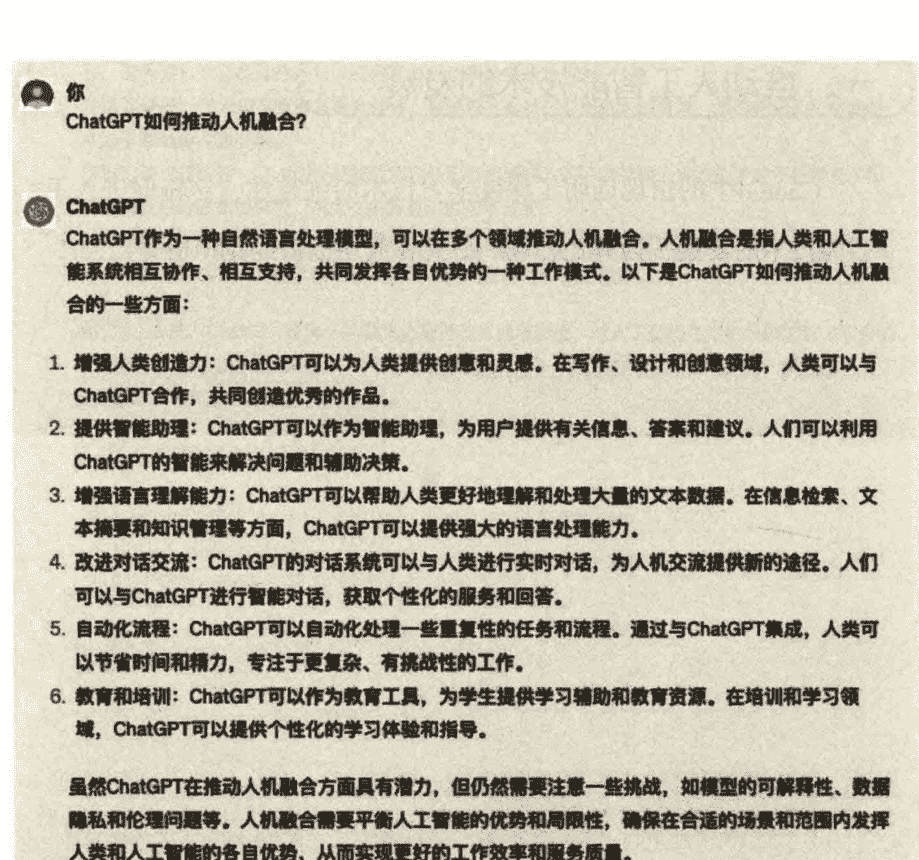 你
ChatGPT如何推动人机融合?
ChatGPT
ChatGPT作为一种自然语言处理模型，可以在多个领域推动人机融合。人机融合是指人类和人工智
能系统相互协作、相互支持，共同发挥各自优势的一种工作模式。以下是ChatGPT如何推动人机融
合的一些方面：
1. 增强人类创造力：ChatGPT可以为人类提供创意和灵感。在写作、设计和创意领域，人类可以与
ChatGPT合作，共同创造优秀的作品。
2. 提供智能助理：ChatGPT可以作为智能助理，为用户提供有关信息、答案和建议。人们可以利用
ChatGPT的智能来解决问题和辅助决策。
3. 增强语言理解能力：ChatGPT可以帮助人类更好地理解和处理大量的文本数据。在信息检索、文
本摘要和知识管理等方面，ChatGPT可以提供强大的语言处理能力。
4. 改进对话交流：ChatGPT的对话系统可以与人类进行实时对话，为人机交流提供新的途径。人们
可以与ChatGPT进行智能对话，获取个性化的服务和回答。
5. 自动化流程：ChatGPT可以自动化处理一些重复性的任务和流程。通过与ChatGPT集成，人类可
以节省时间和精力，专注于更复杂、有挑战性的工作。
6. 教育和培训：ChatGPT可以作为教育工具，为学生提供学习辅助和教育资源。在培训和学习领
域，ChatGPT可以提供个性化的学习体验和指导。
虽然ChatGPT在推动人机融合方面具有潜力，但仍然需要注意一些挑战，如模型的可解释性、数据
隐私和伦理问题等。人机融合需要平衡人工智能的优势和局限性，确保在合适的场景和范围内发挥
人类和人工智能的各自优势，从而实现更好的工作效率和服务质量。